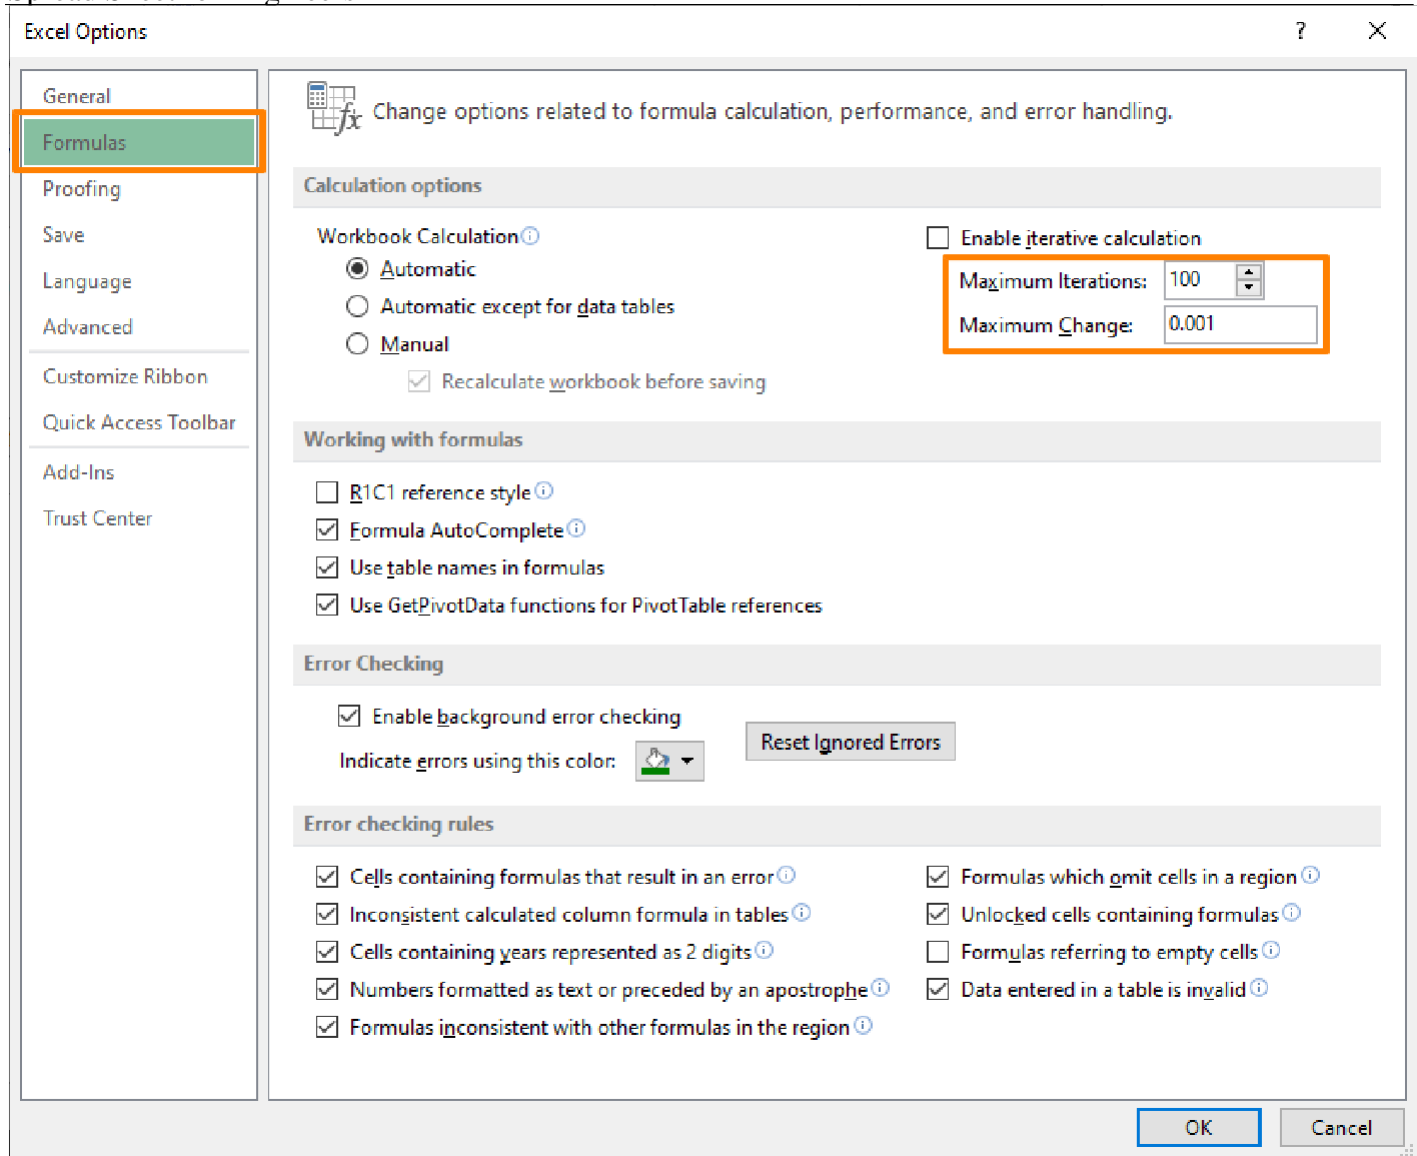 Excel Options
?
General
Formulas
Proofing
Save
Language
Advanced
Customize Ribbon
Quick Access Toolbar
Add-Ins
Trust Center
fx
Change options related to formula calculation, performance, and error handling.
Calculation options
Workbook Calculation
Automatic
Automatic except for data tables
Manual
Recalculate workbook before saving
Enable iterative calculation
Maximum Iterations: 100
Maximum Change: 0.001
Working with formulas
R1C1 reference style
Formula AutoComplete
Use table names in formulas
Use GetPivotData functions for PivotTable references
Error Checking
Enable background error checking
Indicate errors using this color:
Reset Ignored Errors
Error checking rules
Cells containing formulas that result in an error
Inconsistent calculated column formula in tables
Cells containing years represented as 2 digits
Numbers formatted as text or preceded by an apostrophe
Formulas inconsistent with other formulas in the region
Formulas which omit cells in a region
Unlocked cells containing formulas
Formulas referring to empty cells
Data entered in a table is invalid
OK
Cancel